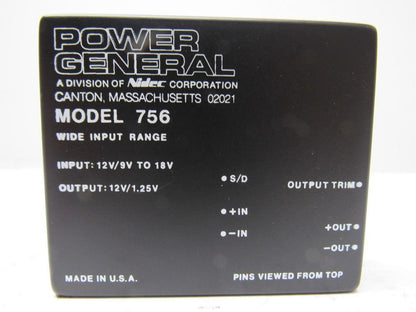 POWER
GENERAL
A DIVISION OF Nidec CORPORATION
CANTON, MASSACHUSETTS 02021
MODEL 756
WIDE INPUT RANGE
INPUT: 12V/9V TO 18V
OUTPUT: 12V/1.25V
• S/D
OUTPUT TRIM •
• +IN
+OUT •
• −IN
−OUT •
MADE IN U.S.A.
PINS VIEWED FROM TOP